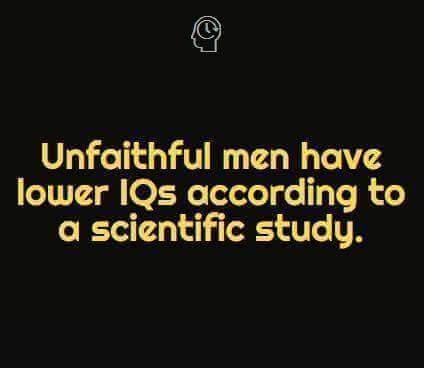 Unfaithful men have
lower IQs according to
a scientific study.